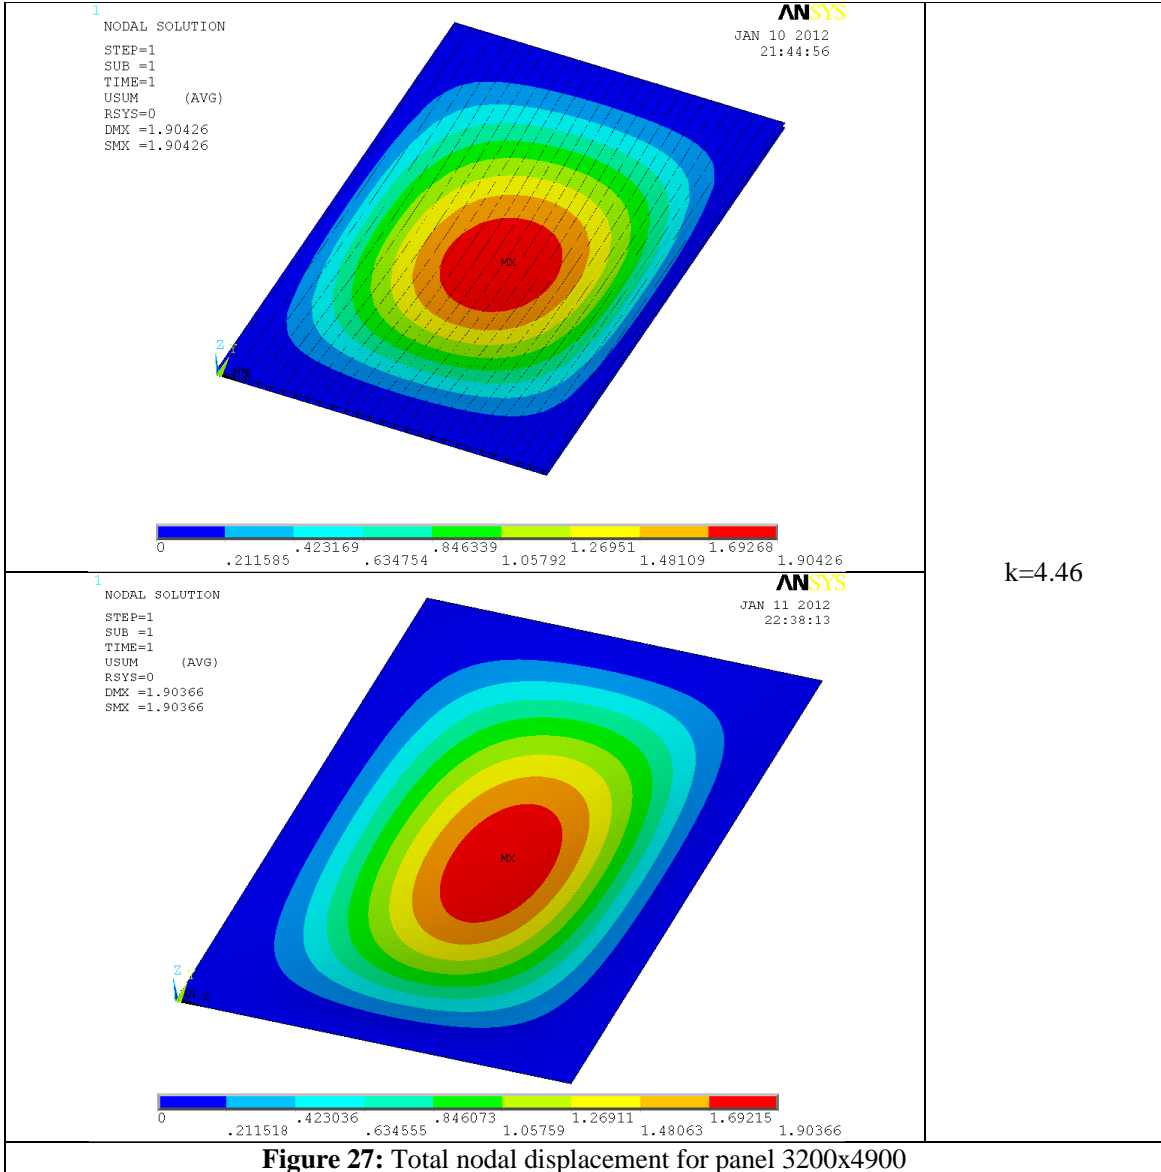 1
NODAL SOLUTION
STEP=1
SUB =1
TIME=1
USUM (AVG)
RSYS=0
DMX =1.90426
SMX =1.90426
ANSYS
JAN 10 2012
21:44:56
MX
Z
Y
0
.211585
.423169
.634754
.846339
1.05792
1.26951
1.48109
1.69268
1.90426
k=4.46
1
NODAL SOLUTION
STEP=1
SUB =1
TIME=1
USUM (AVG)
RSYS=0
DMX =1.90366
SMX =1.90366
ANSYS
JAN 11 2012
22:38:13
MX
Z
Y
X
0
.211518
.423036
.634555
.846073
1.05759
1.26911
1.48063
1.69215
1.90366
Figure 27: Total nodal displacement for panel 3200x4900